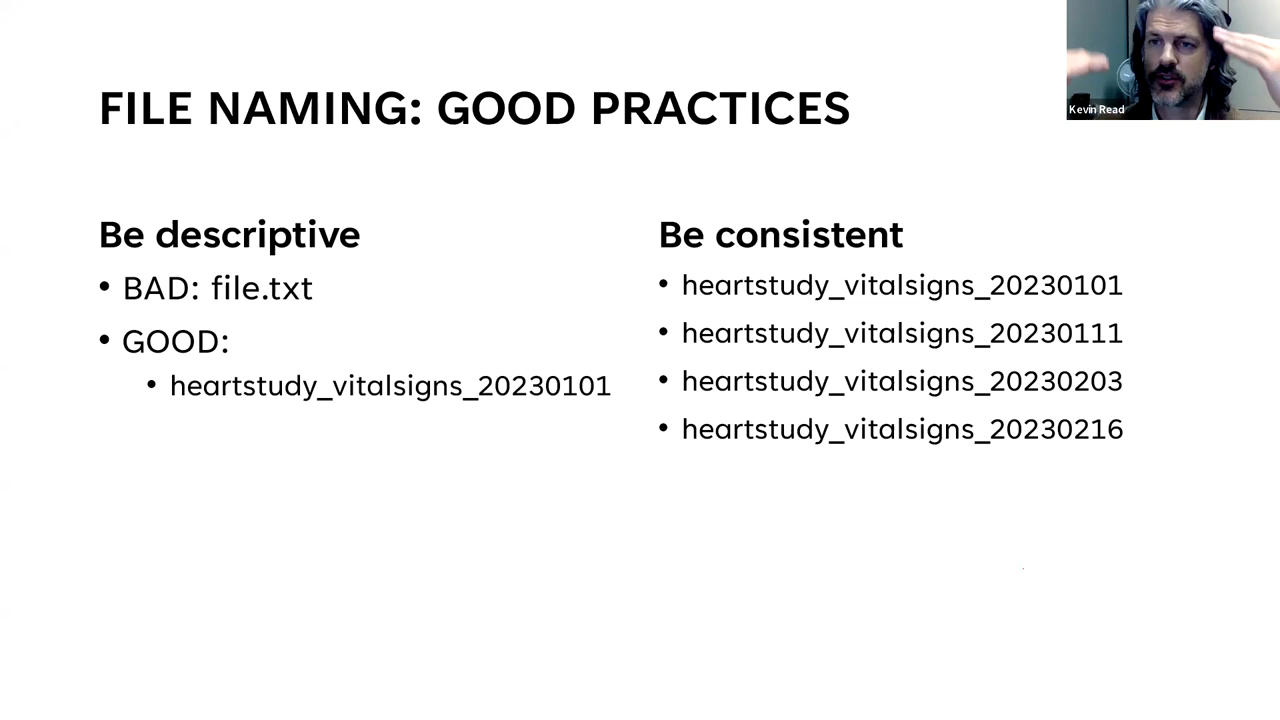 Kevin Read
FILE NAMING: GOOD PRACTICES
Be descriptive
• BAD: file.txt
• GOOD:
• heartstudy_vitalsigns_20230101
Be consistent
• heartstudy_vitalsigns_20230101
• heartstudy_vitalsigns_20230111
• heartstudy_vitalsigns_20230203
• heartstudy_vitalsigns_20230216